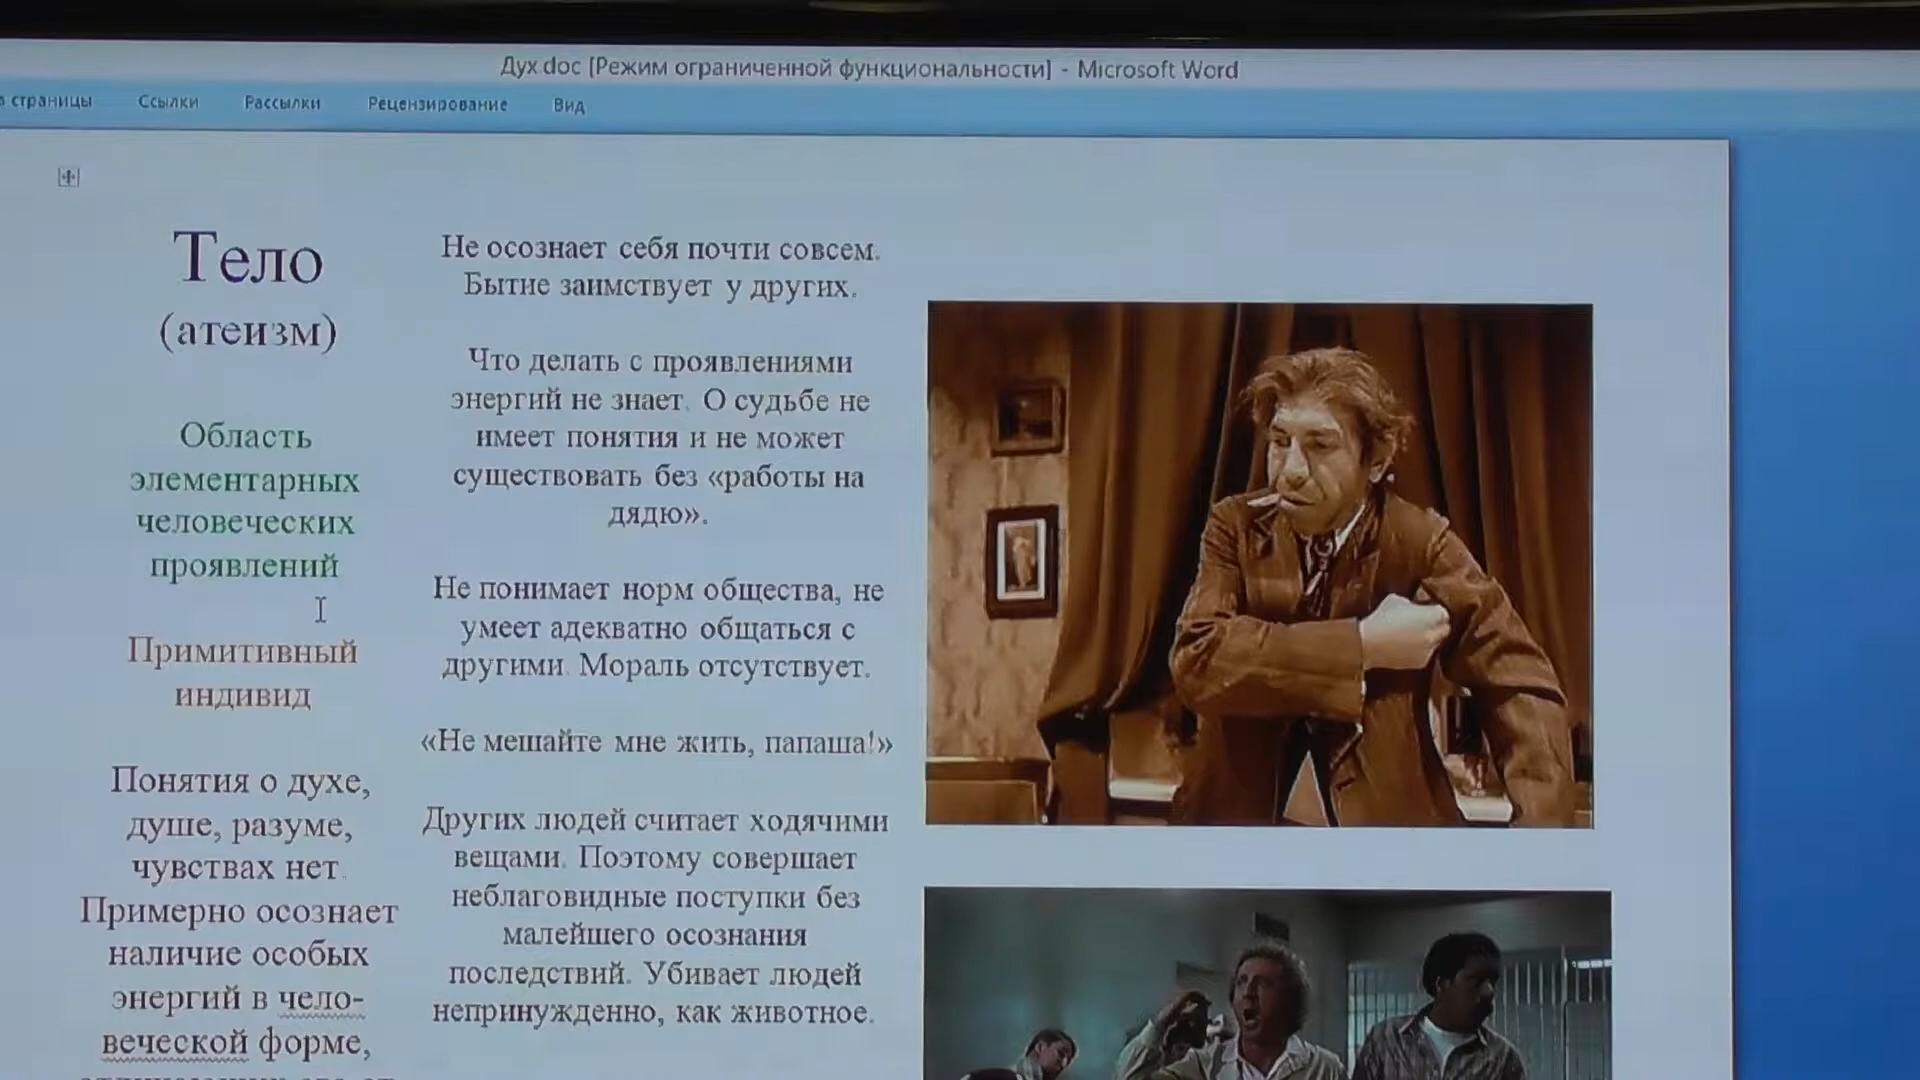 Дух.doc [Режим ограниченной функциональности] - Microsoft Word
страницы Ссылки Рассылки Рецензирование Вид
Тело
(атеизм)
Область
элементарных
человеческих
проявлений
Примитивный
индивид
Понятия о духе,
душе, разуме,
чувствах нет.
Примерно осознает
наличие особых
энергий в чело-
веческой форме,
Не осознает себя почти совсем.
Бытие заимствует у других.
Что делать с проявлениями
энергий не знает. О судьбе не
имеет понятия и не может
существовать без «работы на
дядю».
Не понимает норм общества, не
умеет адекватно общаться с
другими. Мораль отсутствует.
«Не мешайте мне жить, папаша!»
Других людей считает ходячими
вещами. Поэтому совершает
неблаговидные поступки без
малейшего осознания
последствий. Убивает людей
непринужденно, как животное.